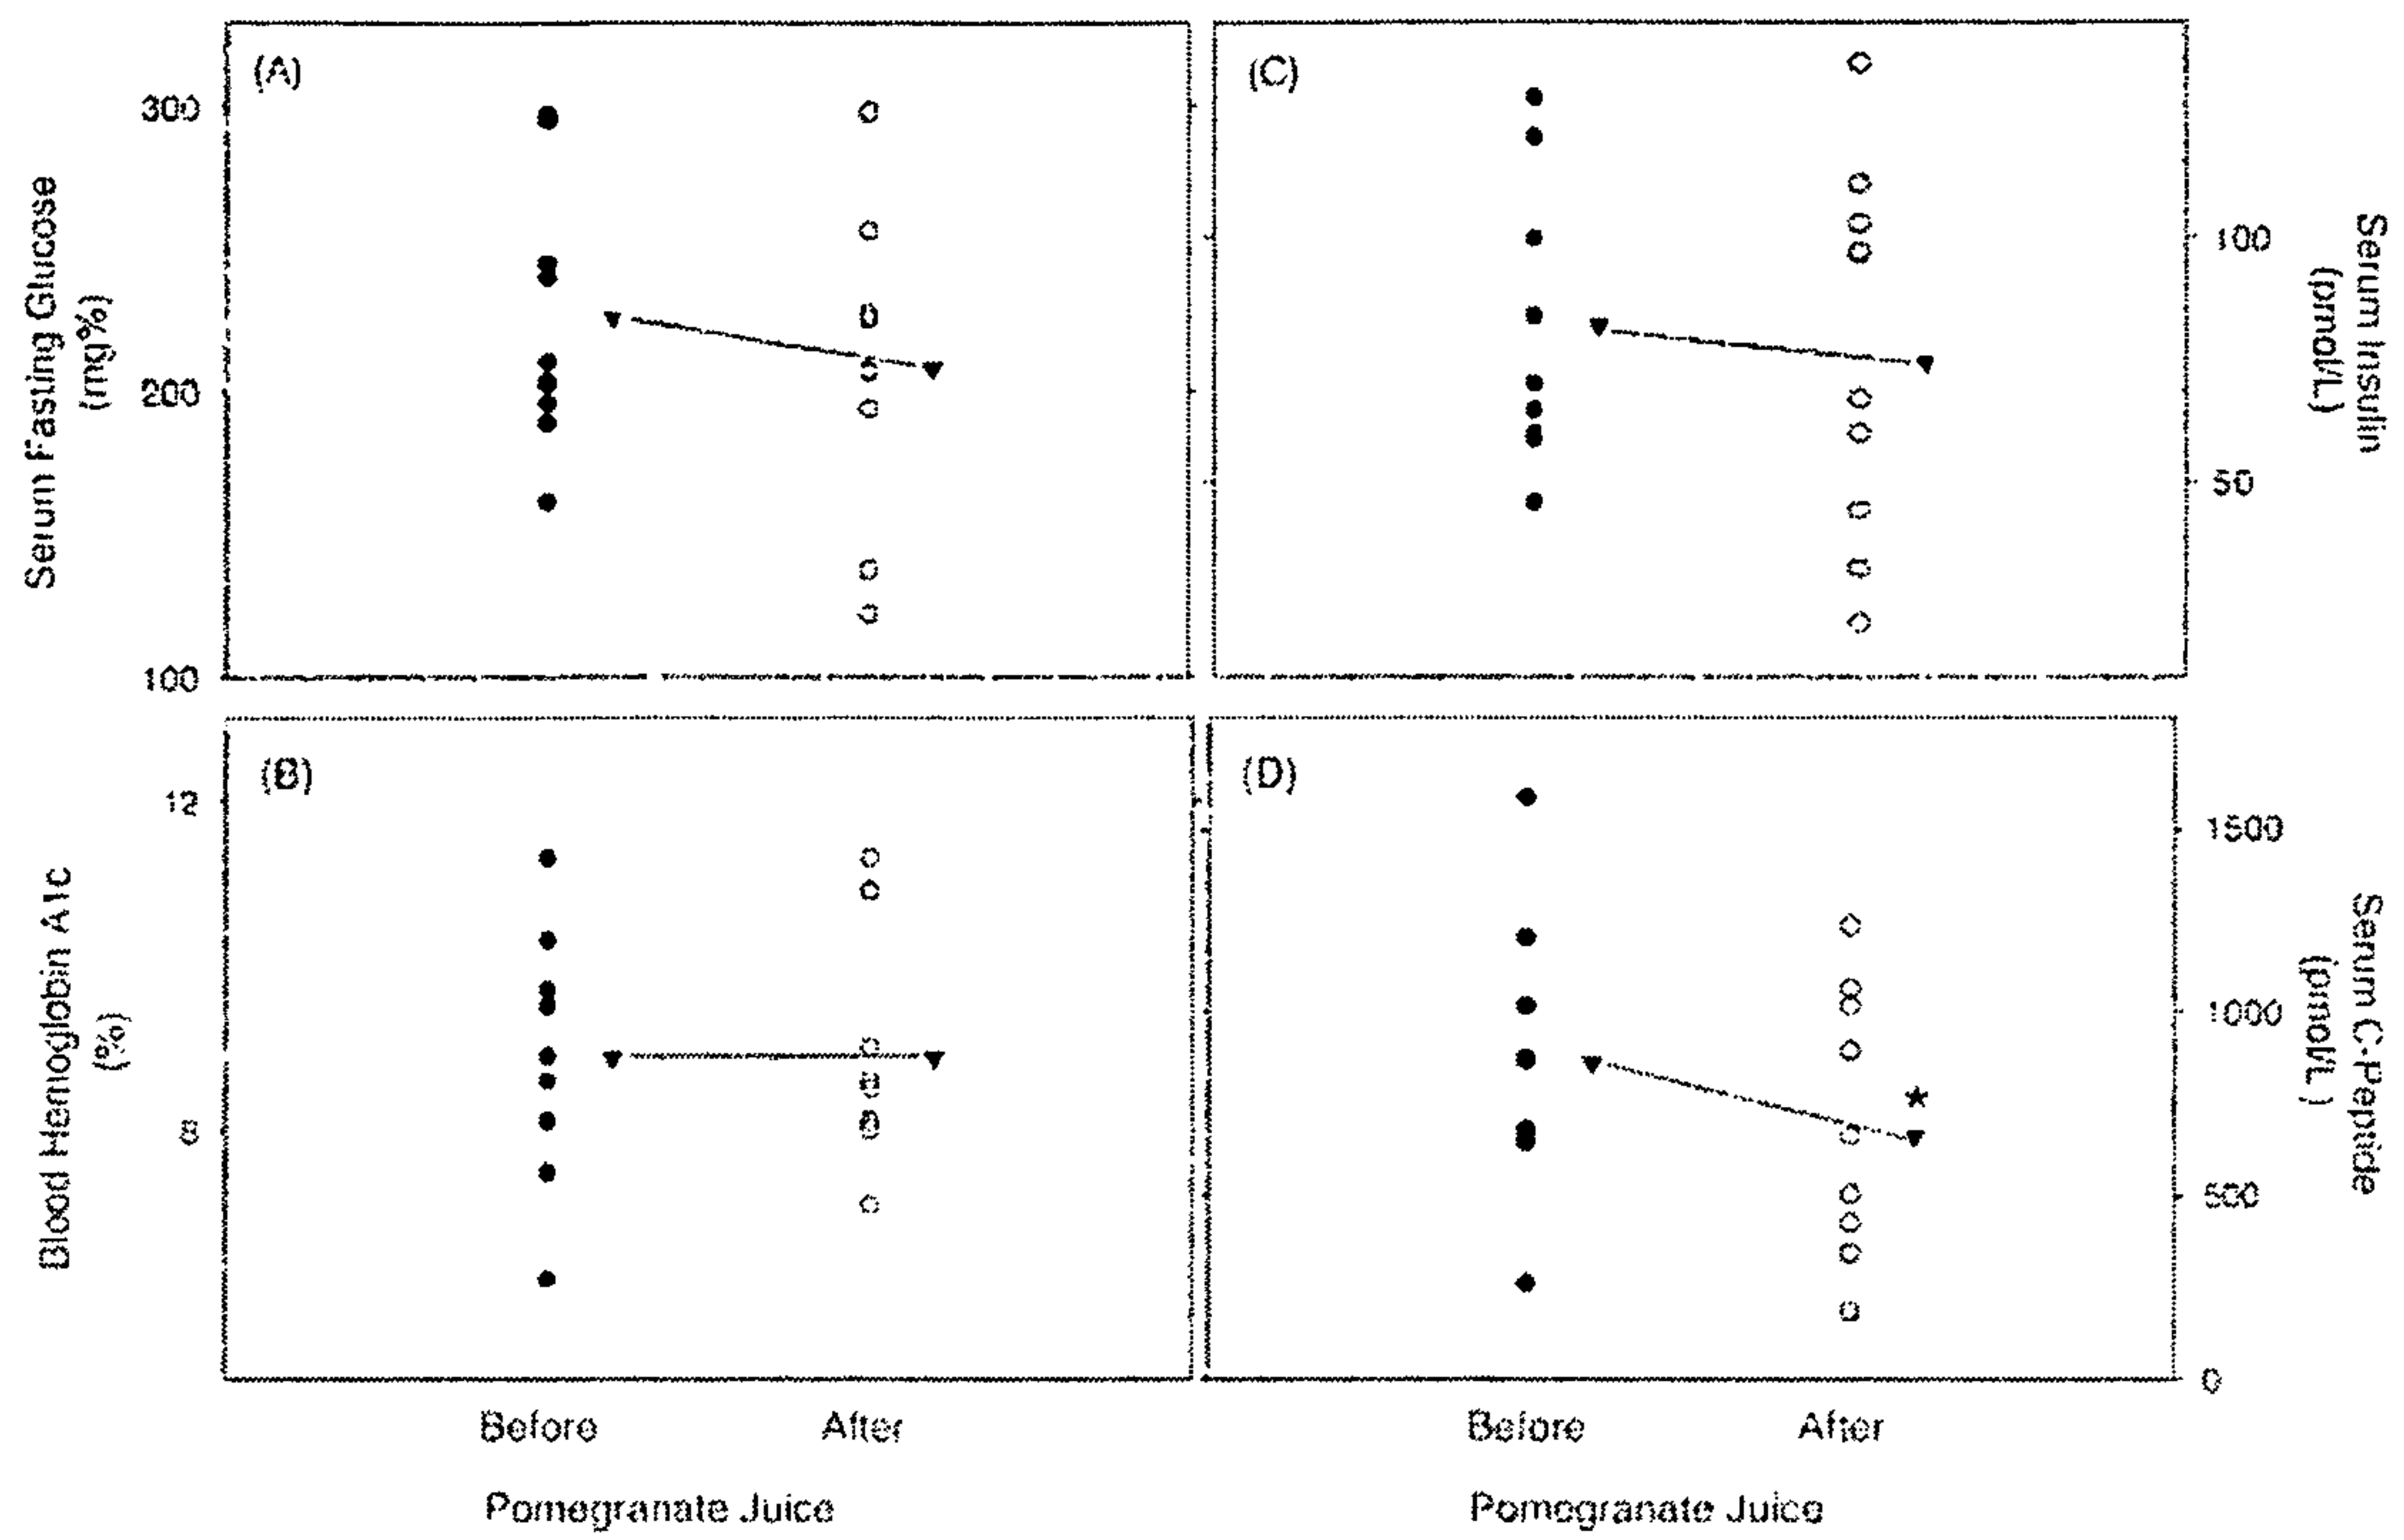 (A)
300
200
100
Serum Fasting Glucose
(mg%)
(C)
100
50
Serum Insulin
(pmol/L)
(B)
12
8
Blood Hemoglobin A1c
(%)
(D)
★
1500
1000
500
0
Serum C-Peptide
(pmol/L)
Before After
Pomegranate Juice
Before After
Pomegranate Juice